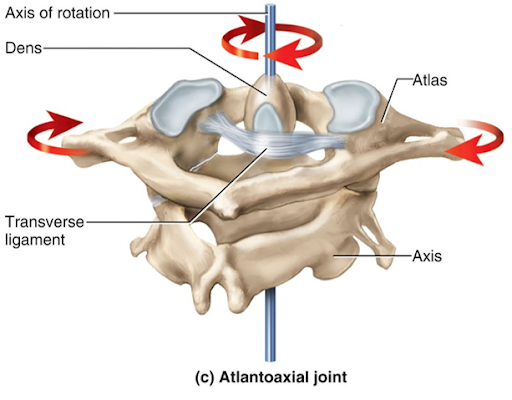 Axis of rotation
Dens
Atlas
Transverse
ligament
Axis
(c) Atlantoaxial joint